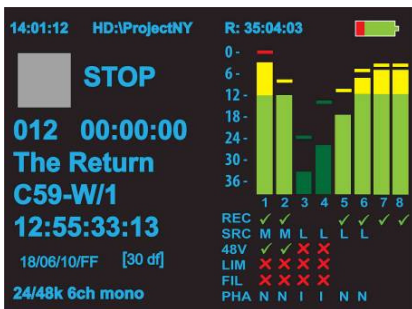 14:01:12 HD:\ProjectNY R: 35:04:03
STOP
012 00:00:00
The Return
C59-W/1
12:55:33:13
18/06/10/FF [30 df]
24/48k 6ch mono
0 -
6 -
12 -
18 -
24 -
30 -
36 -
1 2 3 4 5 6 7 8
REC ✓ ✓ ✓ ✓ ✓ ✓
SRC M M L L L L
48V ✓ ✓ ✗ ✗
LIM ✗ ✗ ✗ ✗
FIL ✗ ✗ ✗ ✗
PHA N N I I N N